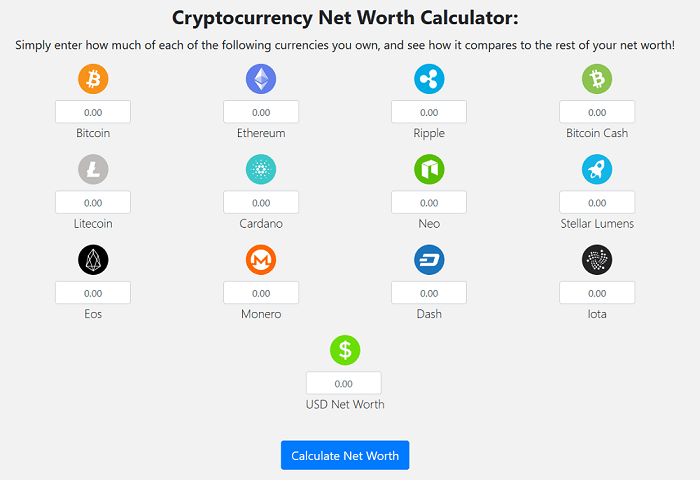 Cryptocurrency Net Worth Calculator:
Simply enter how much of each of the following currencies you own, and see how it compares to the rest of your net worth!
0.00 0.00 0.00 0.00
Bitcoin Ethereum Ripple Bitcoin Cash
0.00 0.00 0.00 0.00
Litecoin Cardano Neo Stellar Lumens
0.00 0.00 0.00 0.00
Eos Monero Dash Iota
$
0.00
USD Net Worth
Calculate Net Worth